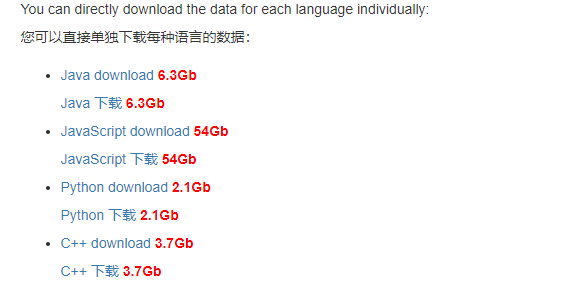 You can directly download the data for each language individually:
您可以直接单独下载每种语言的数据：
Java download 6.3Gb
Java 下载 6.3Gb
JavaScript download 54Gb
JavaScript 下载 54Gb
Python download 2.1Gb
Python 下载 2.1Gb
C++ download 3.7Gb
C++ 下载 3.7Gb